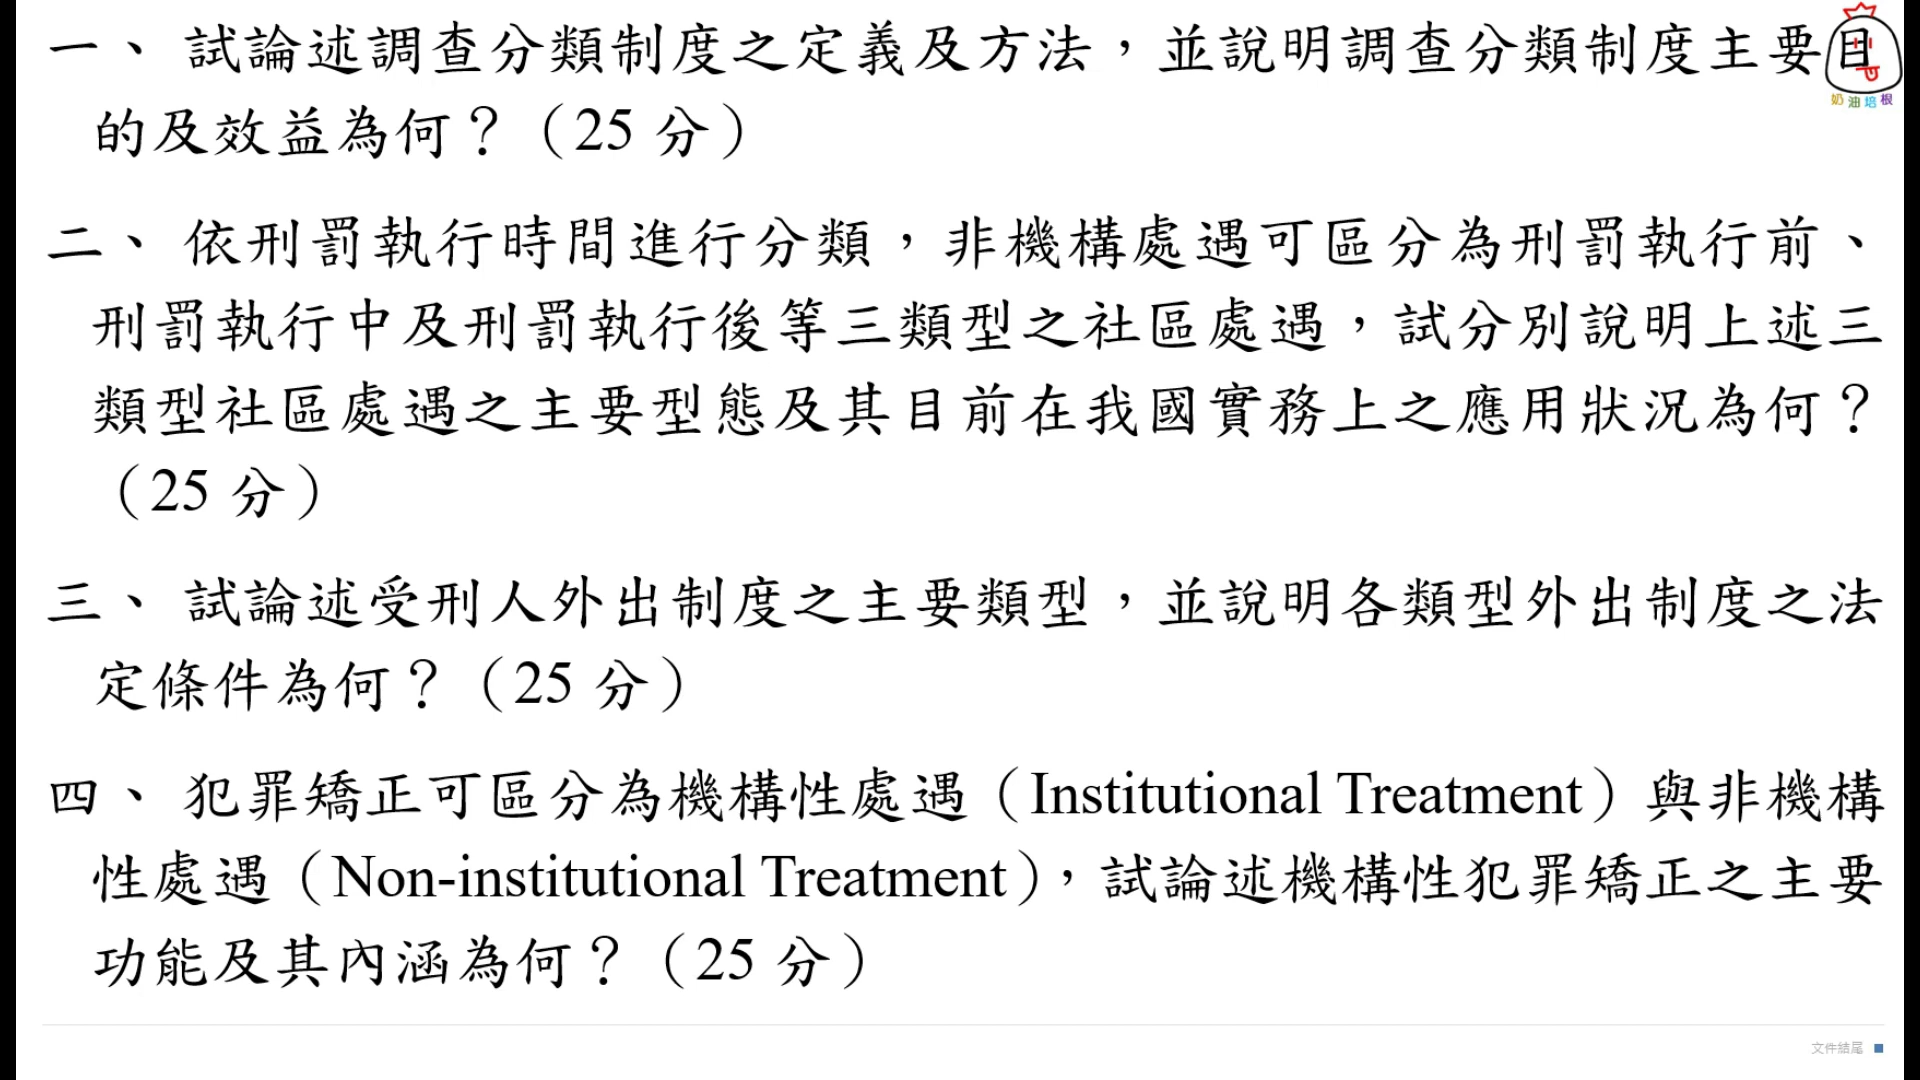 一、 試論述調查分類制度之定義及方法，並說明調查分類制度主要目
的及效益為何？（25 分）
二、 依刑罰執行時間進行分類，非機構處遇可區分為刑罰執行前、
刑罰執行中及刑罰執行後等三類型之社區處遇，試分別說明上述三
類型社區處遇之主要型態及其目前在我國實務上之應用狀況為何？
（25 分）
三、 試論述受刑人外出制度之主要類型，並說明各類型外出制度之法
定條件為何？（25 分）
四、 犯罪矯正可區分為機構性處遇（Institutional Treatment）與非機構
性處遇（Non-institutional Treatment），試論述機構性犯罪矯正之主要
功能及其內涵為何？（25 分）
奶油培根
文件結尾